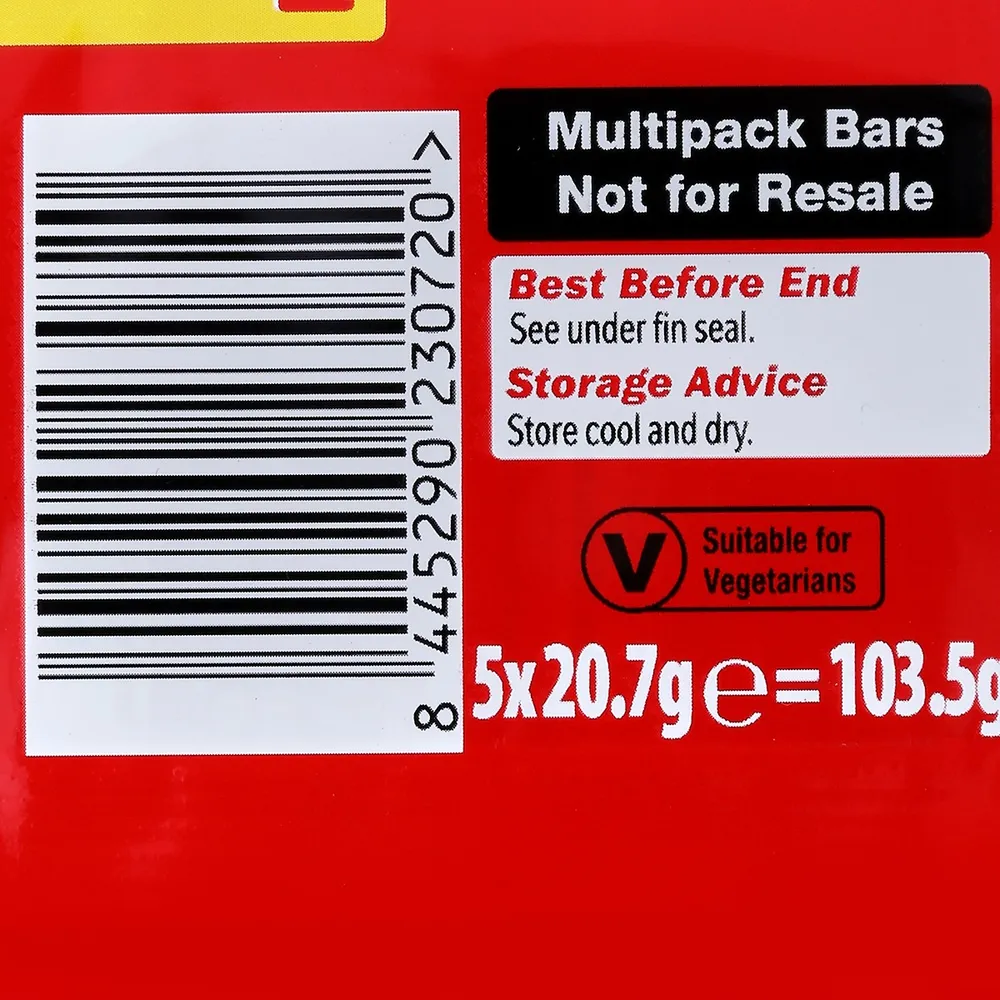 8 445290 230720 >
Multipack Bars
Not for Resale
Best Before End
See under fin seal.
Storage Advice
Store cool and dry.
V
Suitable for
Vegetarians
5x20.7g e = 103.5g